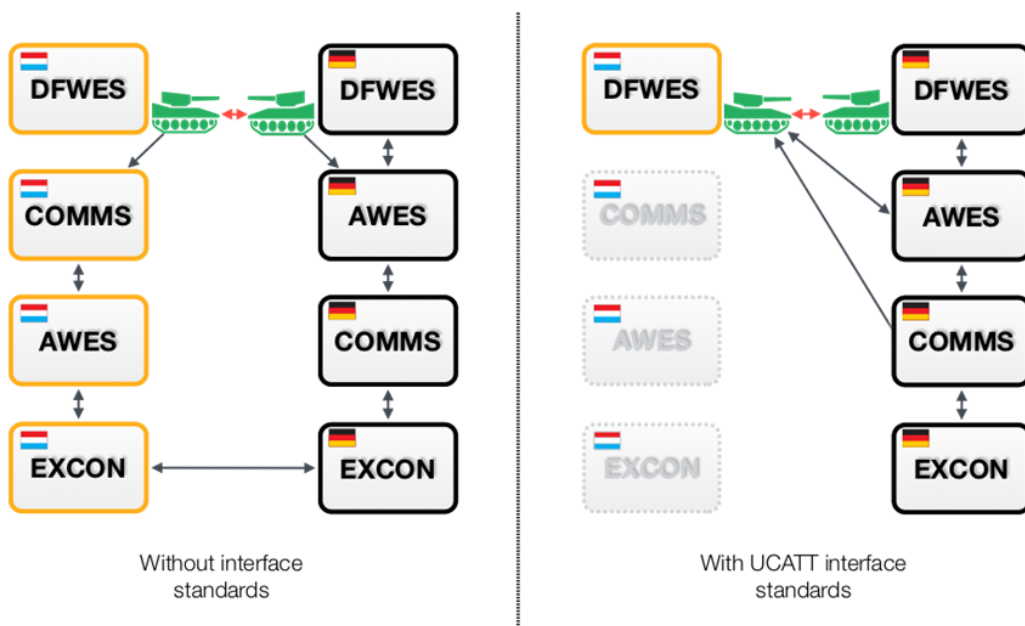 DFWES
DFWES
COMMS
AWES
AWES
COMMS
EXCON
EXCON
Without interface
standards
DFWES
DFWES
COMMS
AWES
AWES
COMMS
EXCON
EXCON
With UCATT interface
standards